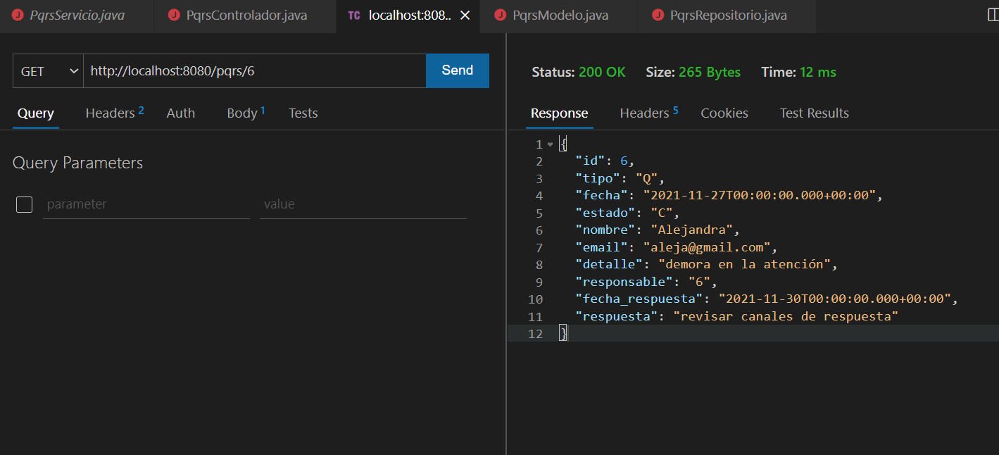 PqrsServicio.java PqrsControlador.java TC localhost:808.. PqrsModelo.java PqrsRepositorio.java
GET http://localhost:8080/pqrs/6 Send
Query Headers 2 Auth Body 1 Tests
Query Parameters
parameter value
Status: 200 OK Size: 265 Bytes Time: 12 ms
Response Headers 5 Cookies Test Results
1 {
2 "id": 6,
3 "tipo": "Q",
4 "fecha": "2021-11-27T00:00:00.000+00:00",
5 "estado": "C",
6 "nombre": "Alejandra",
7 "email": "aleja@gmail.com",
8 "detalle": "demora en la atención",
9 "responsable": "6",
10 "fecha_respuesta": "2021-11-30T00:00:00.000+00:00",
11 "respuesta": "revisar canales de respuesta"
12 }